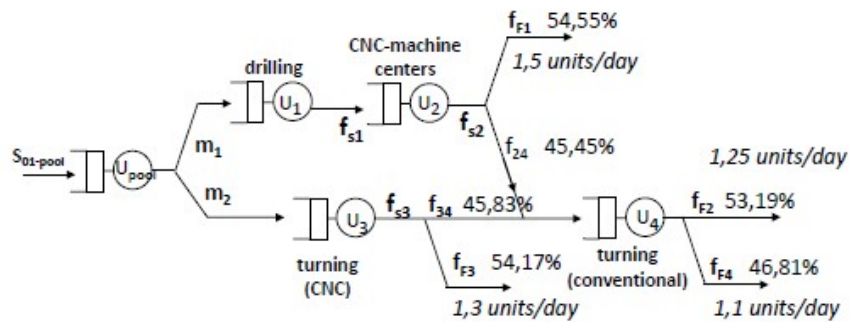 f_F1 54,55%
CNC-machine
centers
1,5 units/day
drilling
U_1
U_2
f_s1
f_s2
f_24 45,45%
S_01-pool
U_pool
m_1
m_2
1,25 units/day
f_s3 f_34 45,83%
U_3
U_4
f_F2 53,19%
turning
(CNC)
f_F3 54,17%
turning
(conventional)
f_F4 46,81%
1,3 units/day
1,1 units/day